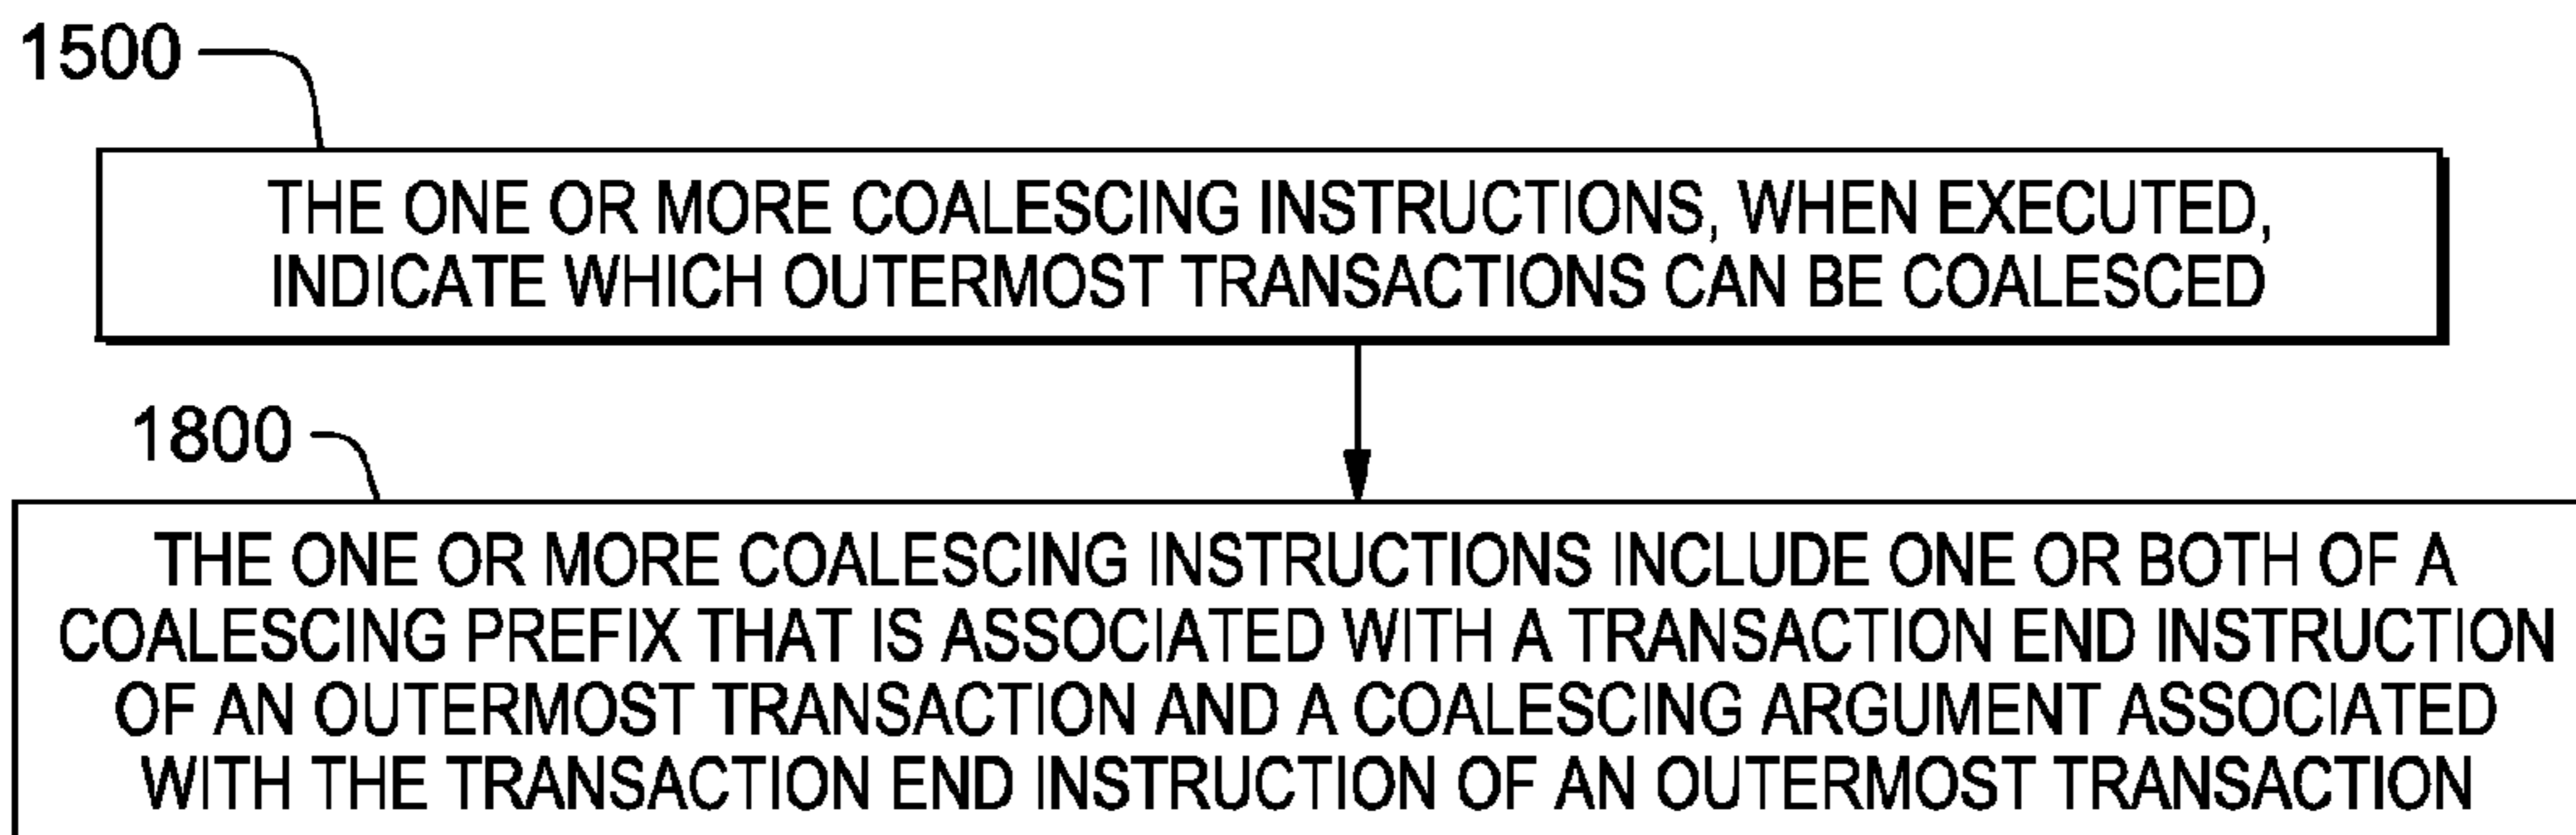 1500
THE ONE OR MORE COALESCING INSTRUCTIONS, WHEN EXECUTED,
INDICATE WHICH OUTERMOST TRANSACTIONS CAN BE COALESCED
1800
THE ONE OR MORE COALESCING INSTRUCTIONS INCLUDE ONE OR BOTH OF A
COALESCING PREFIX THAT IS ASSOCIATED WITH A TRANSACTION END INSTRUCTION
OF AN OUTERMOST TRANSACTION AND A COALESCING ARGUMENT ASSOCIATED
WITH THE TRANSACTION END INSTRUCTION OF AN OUTERMOST TRANSACTION